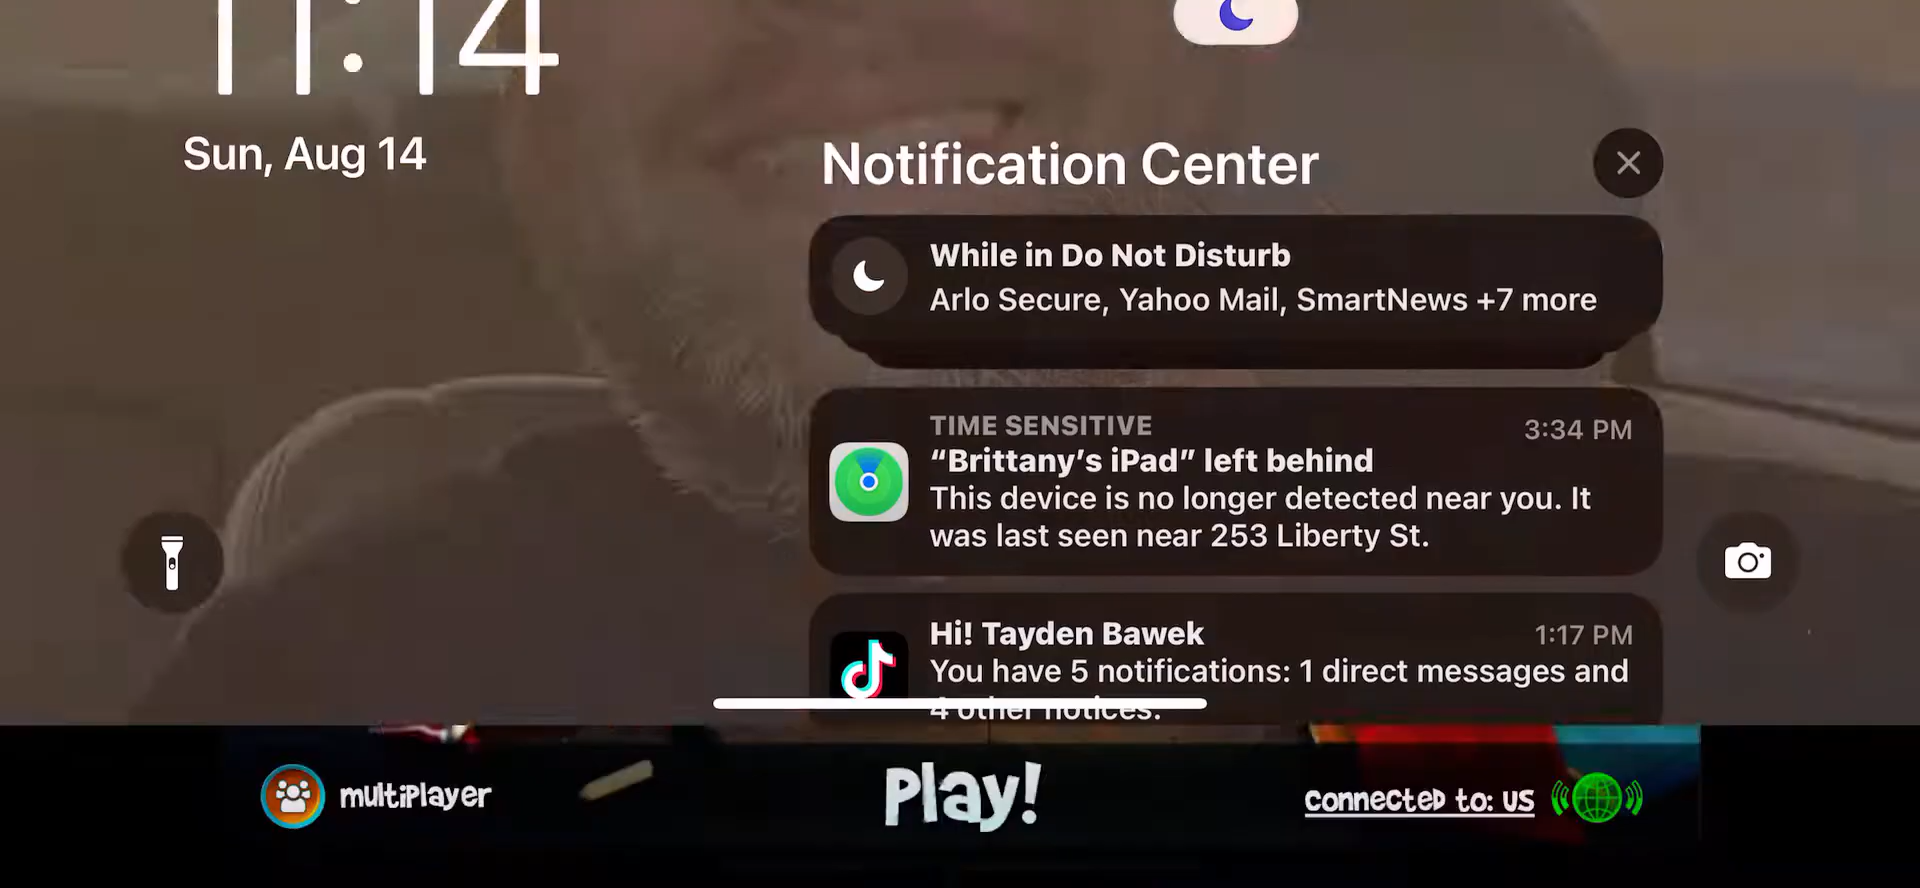 11:14
Sun, Aug 14
Notification Center
While in Do Not Disturb
Arlo Secure, Yahoo Mail, SmartNews +7 more
TIME SENSITIVE
3:34 PM
“Brittany’s iPad” left behind
This device is no longer detected near you. It
was last seen near 253 Liberty St.
Hi! Tayden Bawek
1:17 PM
You have 5 notifications: 1 direct messages and
4 other notices.
multiplayer
Play!
connected to: US